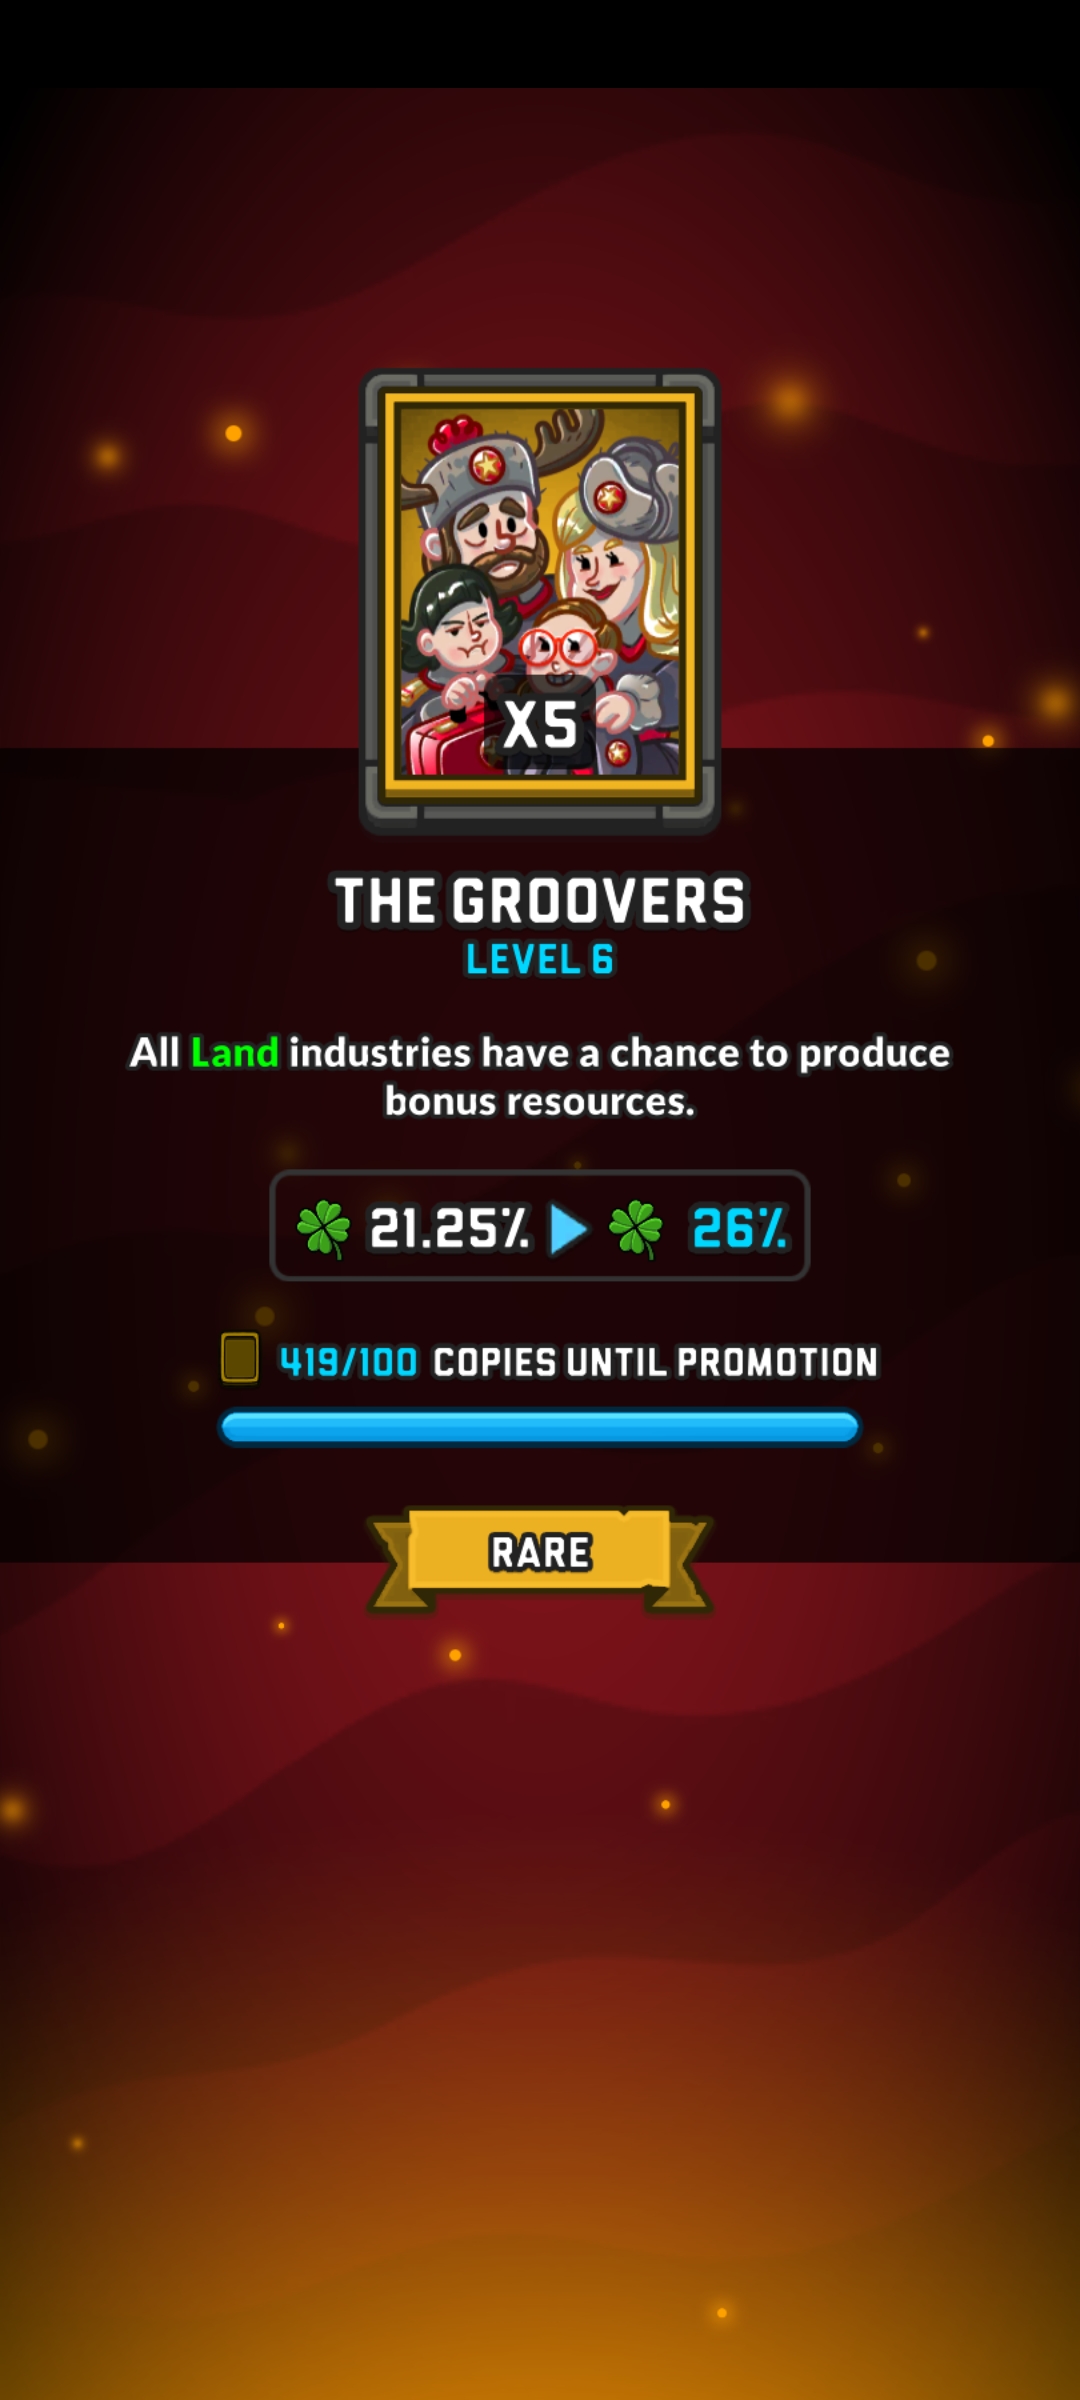 X5
THE GROOVERS
LEVEL 6
All Land industries have a chance to produce
bonus resources.
21.25% 26%
419/100 COPIES UNTIL PROMOTION
RARE